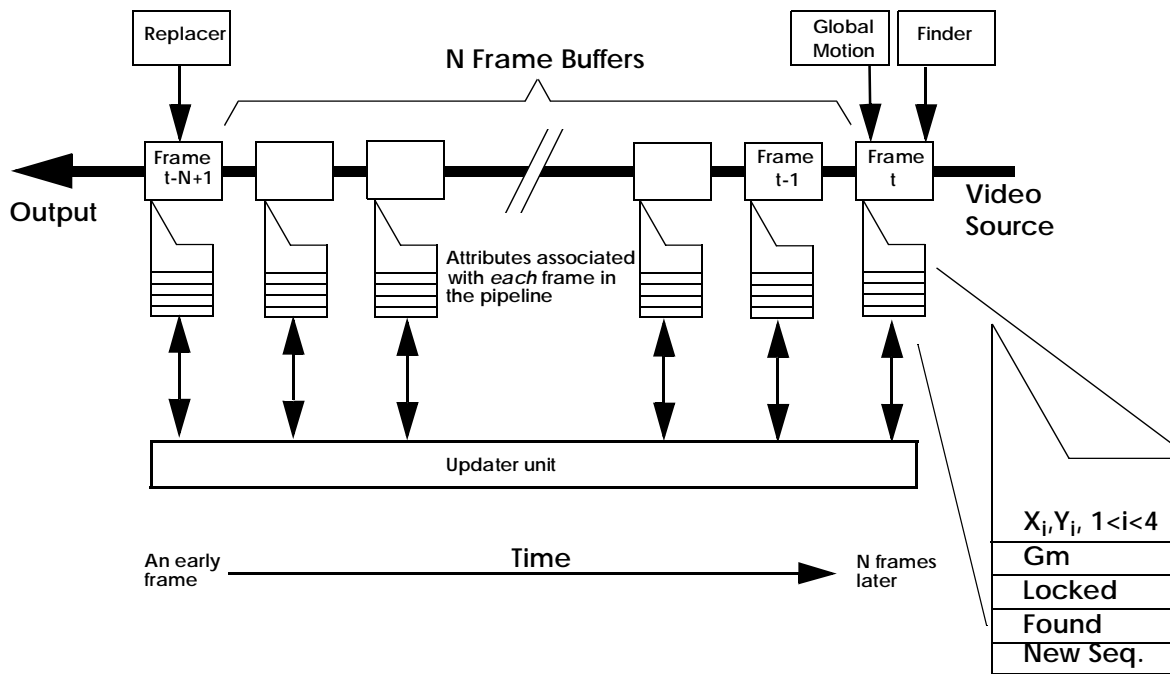 Replacer
Global
Motion
Finder
N Frame Buffers
Frame
t-N+1
Frame
t-1
Frame
t
Output
Video
Source
Attributes associated
with each frame in
the pipeline
Updater unit
An early
frame
Time
N frames
later
Xi,Yi, 1<i<4
Gm
Locked
Found
New Seq.